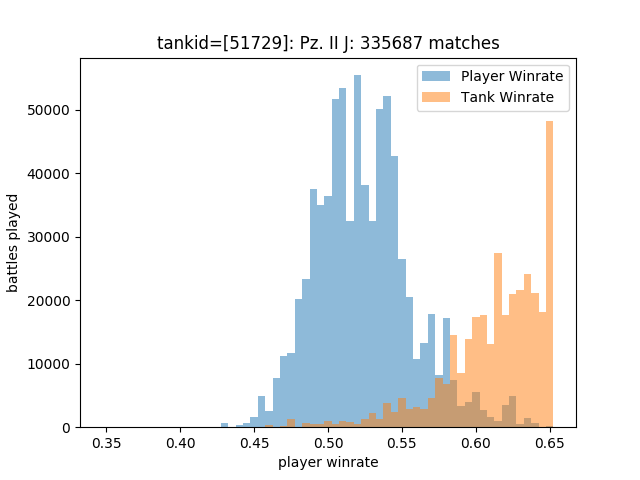 tankid=[51729]: Pz. II J: 335687 matches
Player Winrate
Tank Winrate
battles played
50000
40000
30000
20000
10000
0
0.35 0.40 0.45 0.50 0.55 0.60 0.65
player winrate